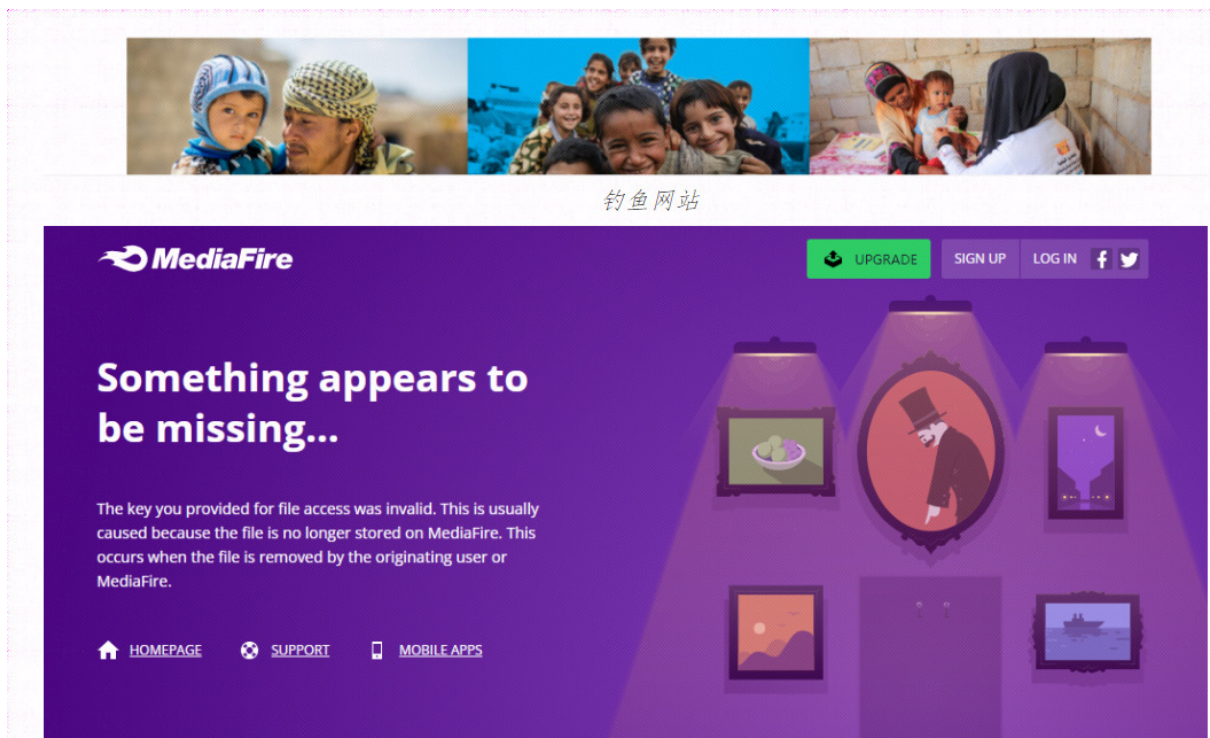 钓鱼网站
MediaFire
UPGRADE
SIGN UP
LOG IN
Something appears to
be missing...
The key you provided for file access was invalid. This is usually
caused because the file is no longer stored on MediaFire. This
occurs when the file is removed by the originating user or
MediaFire.
HOMEPAGE
SUPPORT
MOBILE APPS